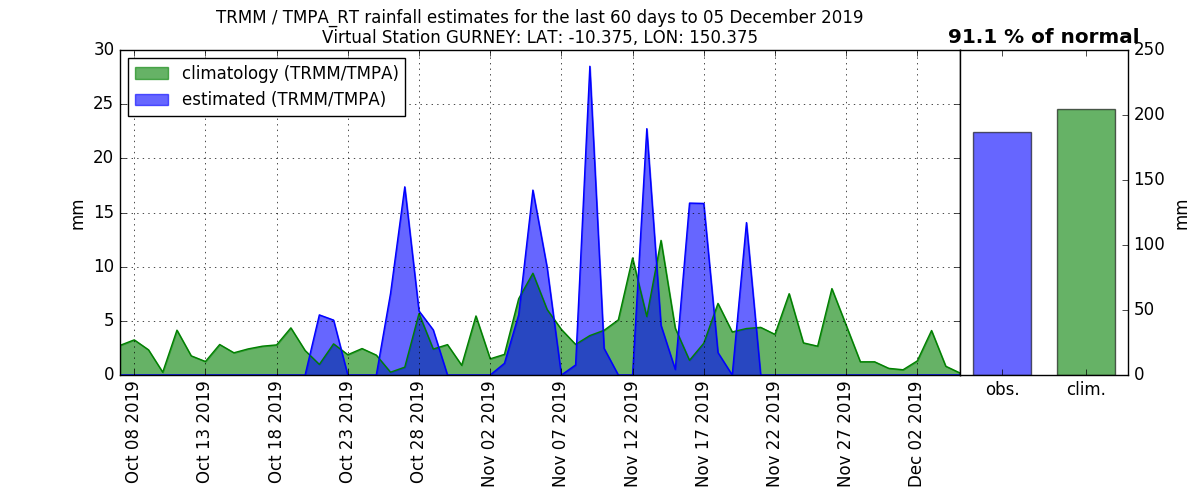 TRMM / TMPA_RT rainfall estimates for the last 60 days to 05 December 2019
Virtual Station GURNEY: LAT: -10.375, LON: 150.375
91.1 % of normal
climatology (TRMM/TMPA)
estimated (TRMM/TMPA)
30
25
20
15
10
5
0
mm
250
200
150
100
50
0
mm
Oct 08 2019
Oct 13 2019
Oct 18 2019
Oct 23 2019
Oct 28 2019
Nov 02 2019
Nov 07 2019
Nov 12 2019
Nov 17 2019
Nov 22 2019
Nov 27 2019
Dec 02 2019
obs.
clim.